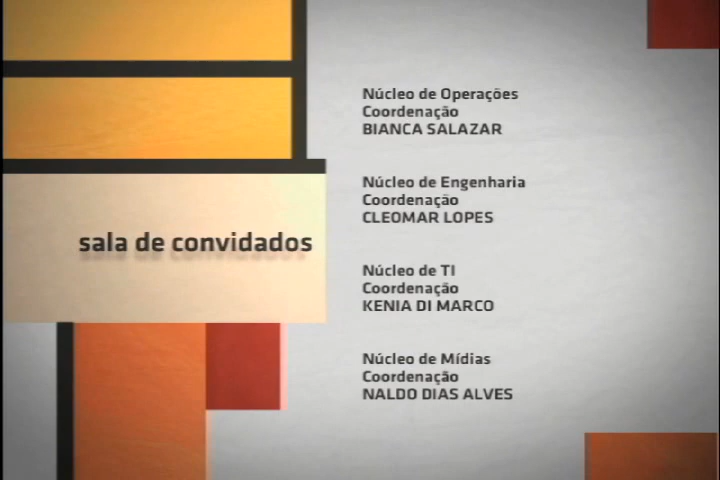 sala de convidados
Núcleo de Operações
Coordenação
BIANCA SALAZAR
Núcleo de Engenharia
Coordenação
CLEOMAR LOPES
Núcleo de TI
Coordenação
KENIA DI MARCO
Núcleo de Mídias
Coordenação
NALDO DIAS ALVES